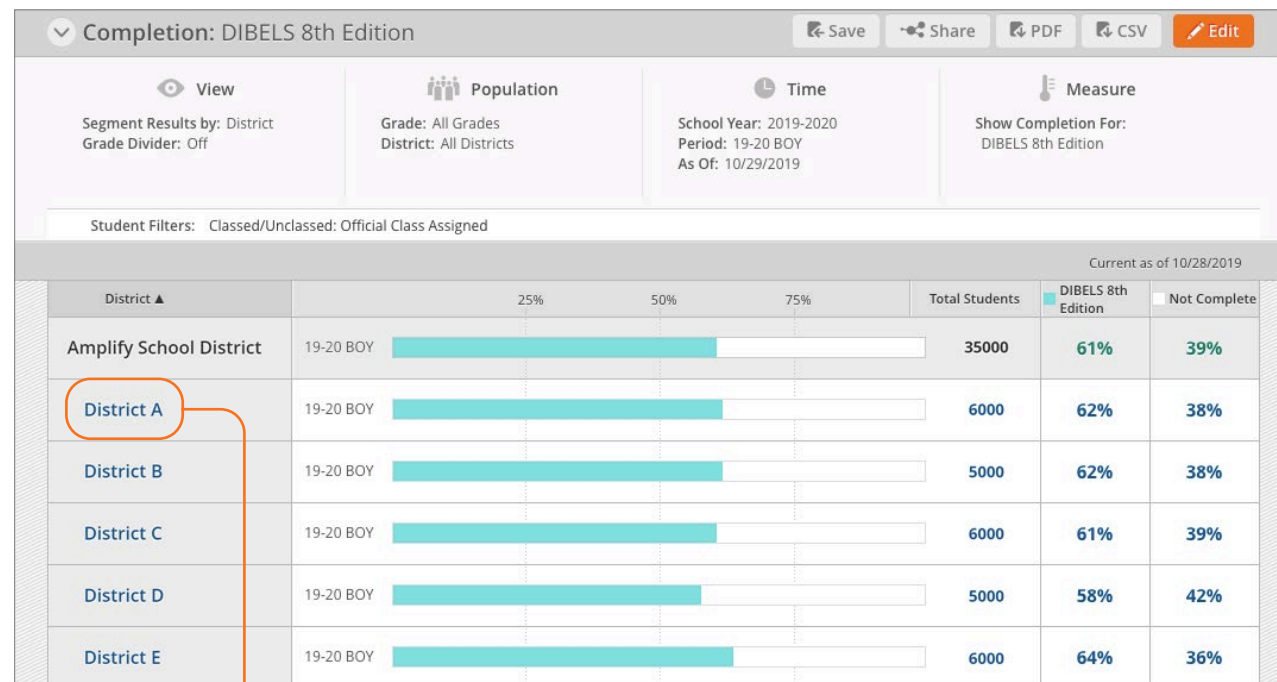 Completion: DIBELS 8th Edition
Save
Share
PDF
CSV
Edit
View
Segment Results by: District
Grade Divider: Off
Population
Grade: All Grades
District: All Districts
Time
School Year: 2019-2020
Period: 19-20 BOY
As Of: 10/29/2019
Measure
Show Completion For:
DIBELS 8th Edition
Student Filters: Classed/Unclassed: Official Class Assigned
Current as of 10/28/2019
District ▲ 25% 50% 75% Total Students DIBELS 8th Not Complete
Edition
Amplify School District 19-20 BOY 35000 61% 39%
District A 19-20 BOY 6000 62% 38%
District B 19-20 BOY 5000 62% 38%
District C 19-20 BOY 6000 61% 39%
District D 19-20 BOY 5000 58% 42%
District E 19-20 BOY 6000 64% 36%